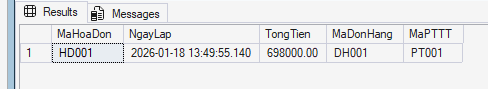 Results Messages
MaHoaDon NgayLap TongTien MaDonHang MaPTTT
1 HD001 2026-01-18 13:49:55.140 698000.00 DH001 PT001